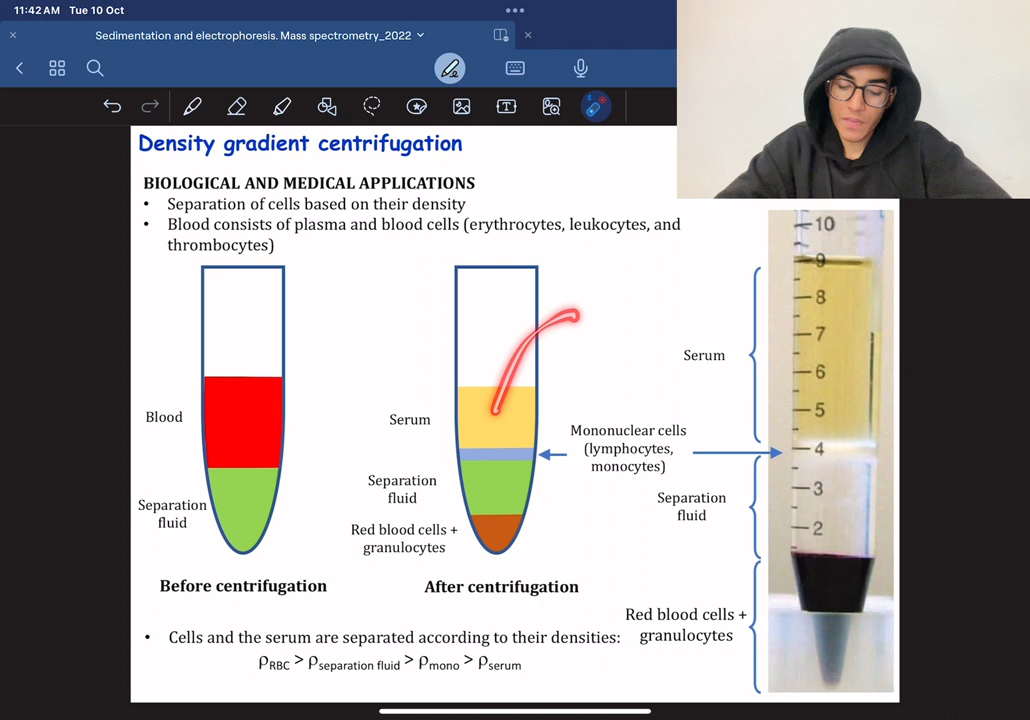 11:42 AM Tue 10 Oct
Sedimentation and electrophoresis. Mass spectrometry_2022
Density gradient centrifugation
BIOLOGICAL AND MEDICAL APPLICATIONS
• Separation of cells based on their density
• Blood consists of plasma and blood cells (erythrocytes, leukocytes, and
thrombocytes)
Blood
Separation
fluid
Before centrifugation
Serum
Separation
fluid
Red blood cells +
granulocytes
After centrifugation
Mononuclear cells
(lymphocytes,
monocytes)
Serum
Separation
fluid
Red blood cells +
granulocytes
10
9
8
7
6
5
4
3
2
• Cells and the serum are separated according to their densities:
ρRBC > ρseparation fluid > ρmono > ρserum